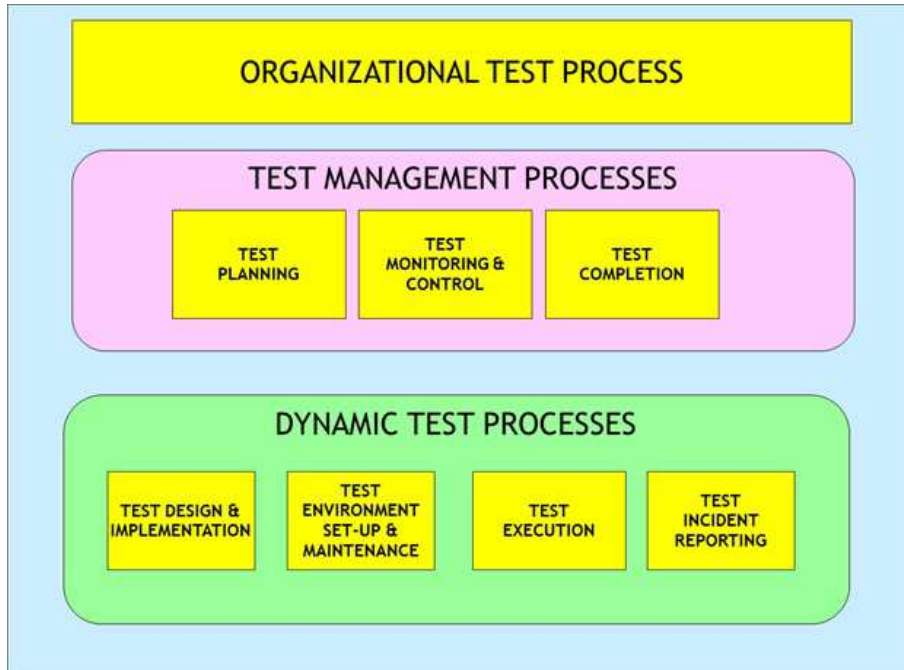 ORGANIZATIONAL TEST PROCESS
TEST MANAGEMENT PROCESSES
TEST
PLANNING
TEST
MONITORING &
CONTROL
TEST
COMPLETION
DYNAMIC TEST PROCESSES
TEST DESIGN &
IMPLEMENTATION
TEST
ENVIRONMENT
SET-UP &
MAINTENANCE
TEST
EXECUTION
TEST
INCIDENT
REPORTING